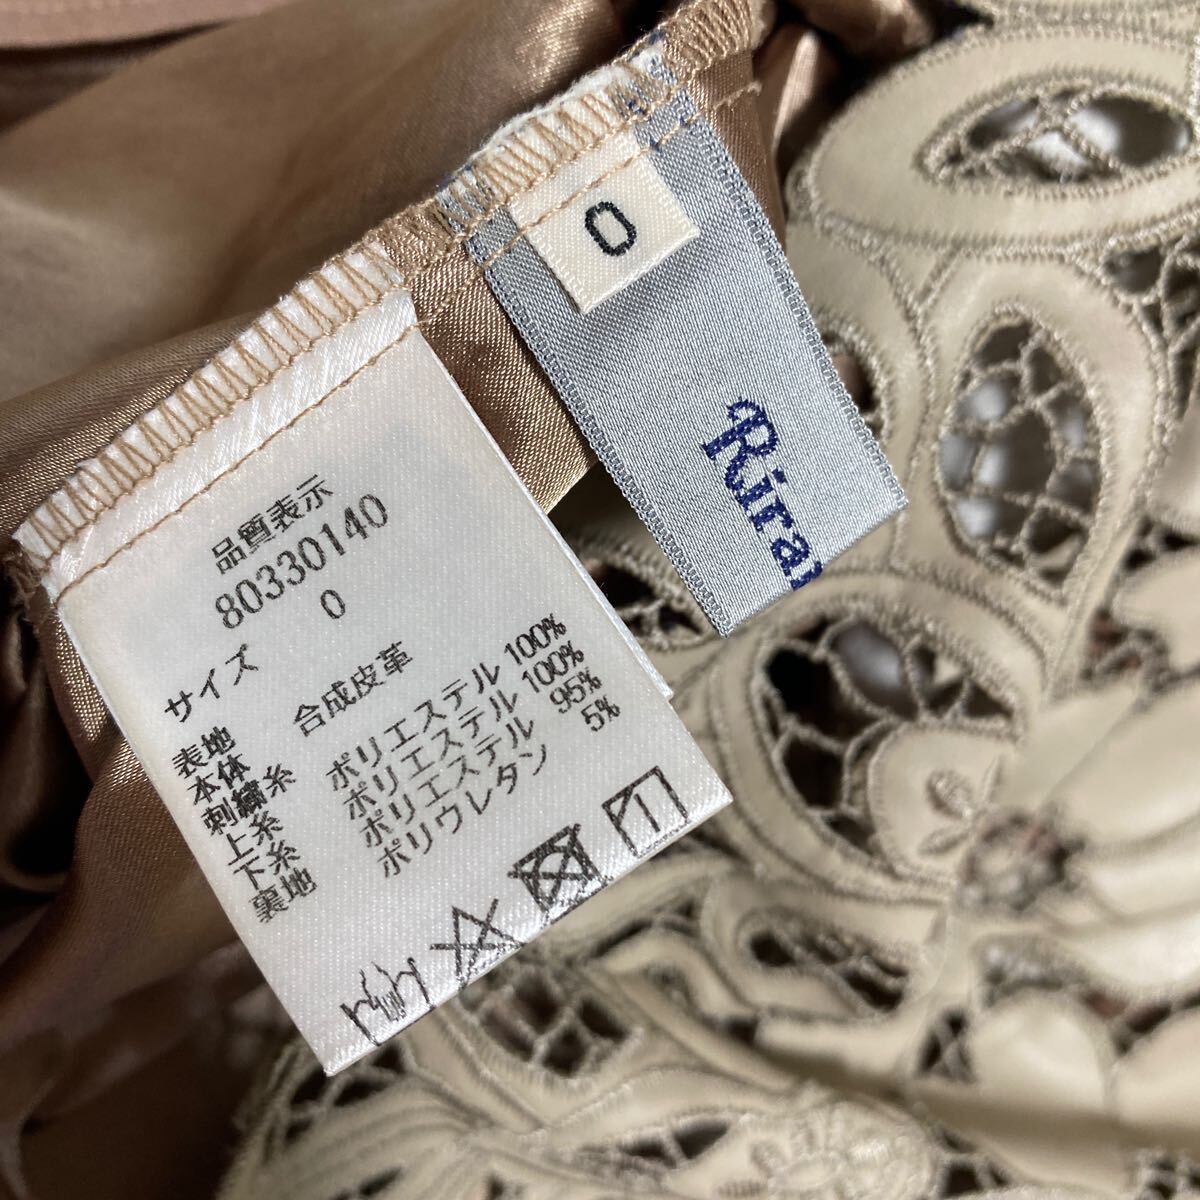 0
Riran
品質表示
80330140
サイズ 0
表地
本体 合成皮革
刺繍糸
上糸 ポリエステル 100%
下糸 ポリエステル 100%
裏地 ポリエステル 95%
ポリウレタン 5%